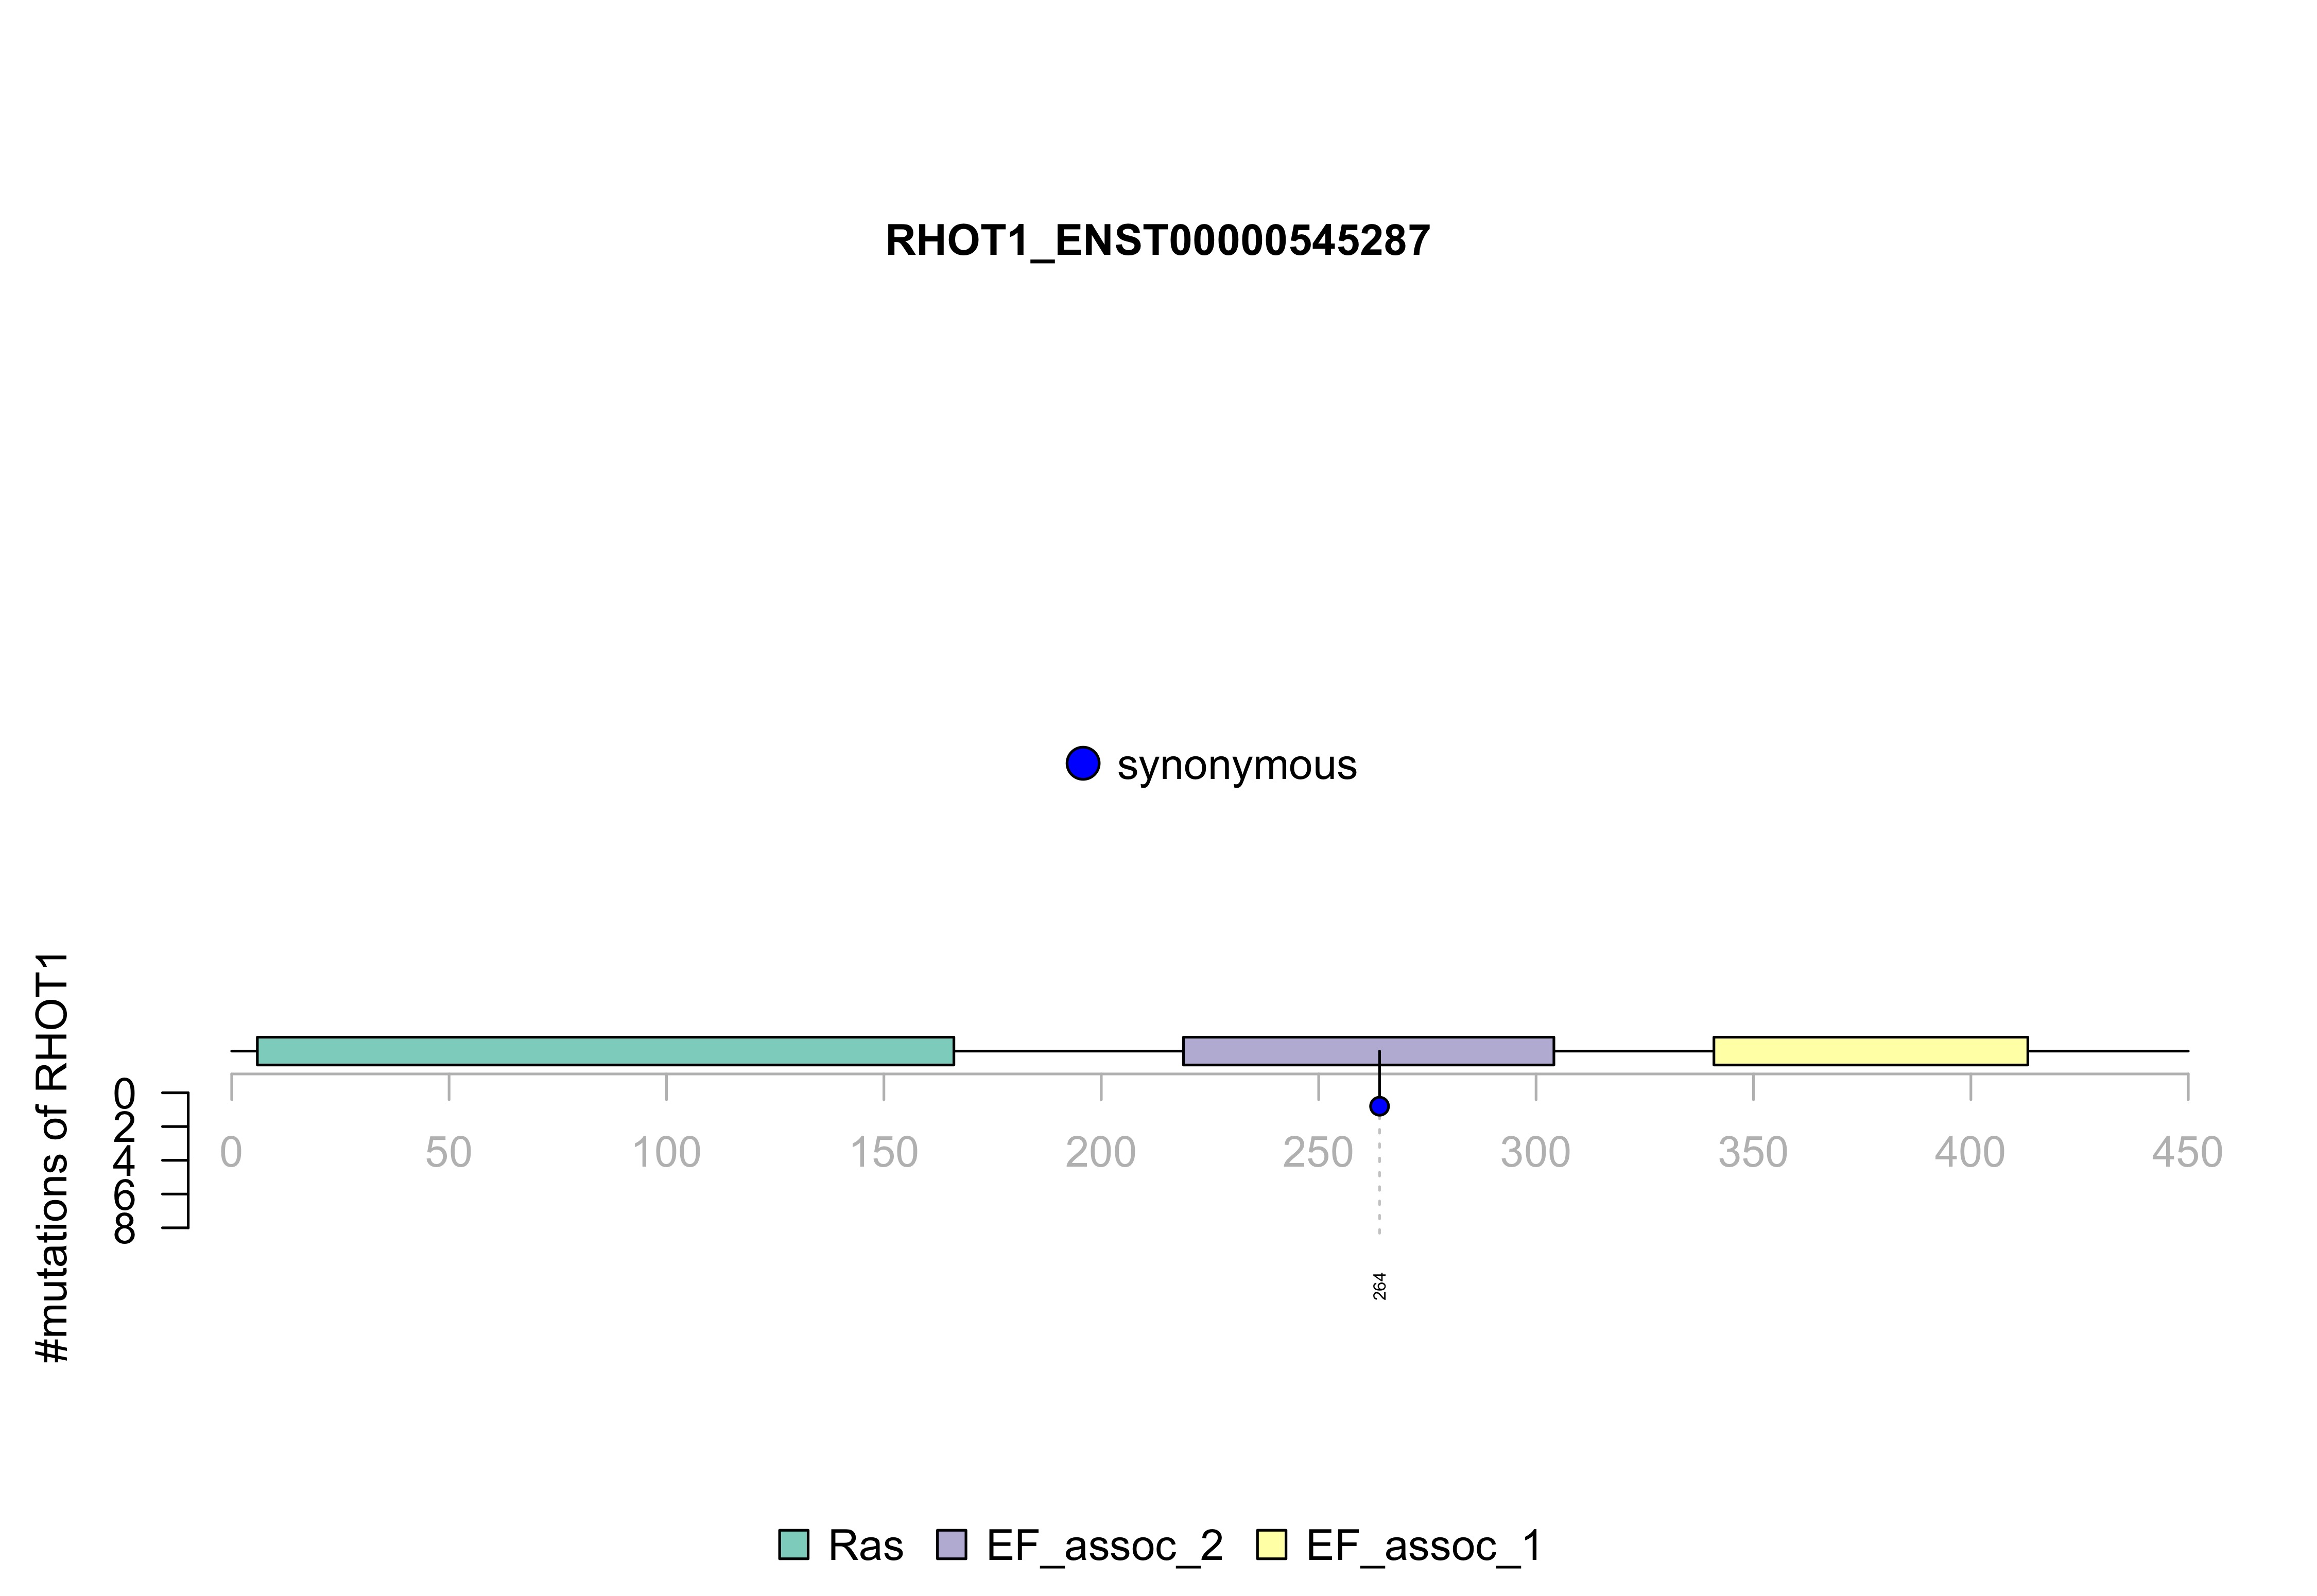 RHOT1_ENST00000545287
synonymous
#mutations of RHOT1
0
2
4
6
8
0 50 100 150 200 250 300 350 400 450
264
Ras EF_assoc_2 EF_assoc_1